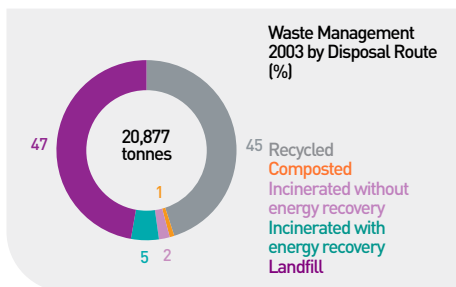 Waste Management
2003 by Disposal Route
(%)
20,877
tonnes
47
45
1
5
2
Recycled
Composted
Incinerated without
energy recovery
Incinerated with
energy recovery
Landfill